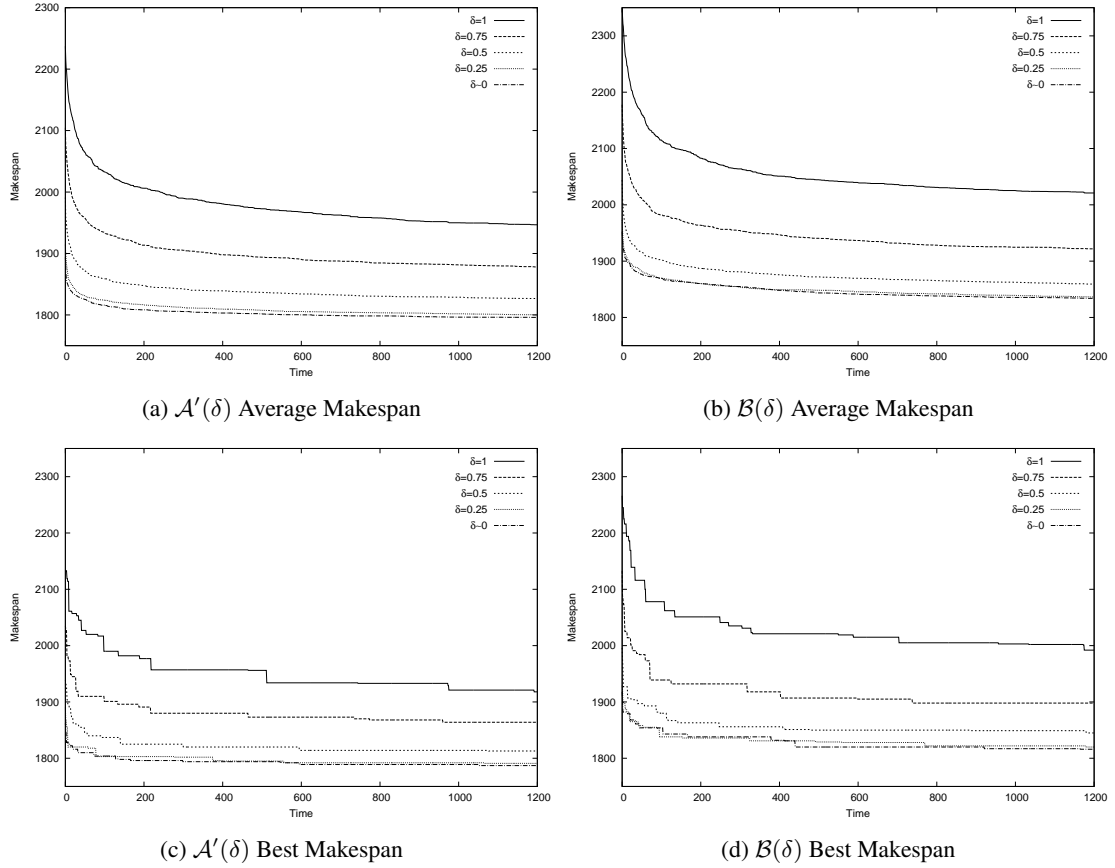 2300
2200
2100
2000
1900
1800
Makespan
0 200 400 600 800 1000 1200
Time
δ=1
δ=0.75
δ=0.5
δ=0.25
δ~0
(a) 𝒜′(δ) Average Makespan
2300
2200
2100
2000
1900
1800
Makespan
0 200 400 600 800 1000 1200
Time
δ=1
δ=0.75
δ=0.5
δ=0.25
δ~0
(b) ℬ(δ) Average Makespan
2300
2200
2100
2000
1900
1800
Makespan
0 200 400 600 800 1000 1200
Time
δ=1
δ=0.75
δ=0.5
δ=0.25
δ~0
(c) 𝒜′(δ) Best Makespan
2300
2200
2100
2000
1900
1800
Makespan
0 200 400 600 800 1000 1200
Time
δ=1
δ=0.75
δ=0.5
δ=0.25
δ~0
(d) ℬ(δ) Best Makespan